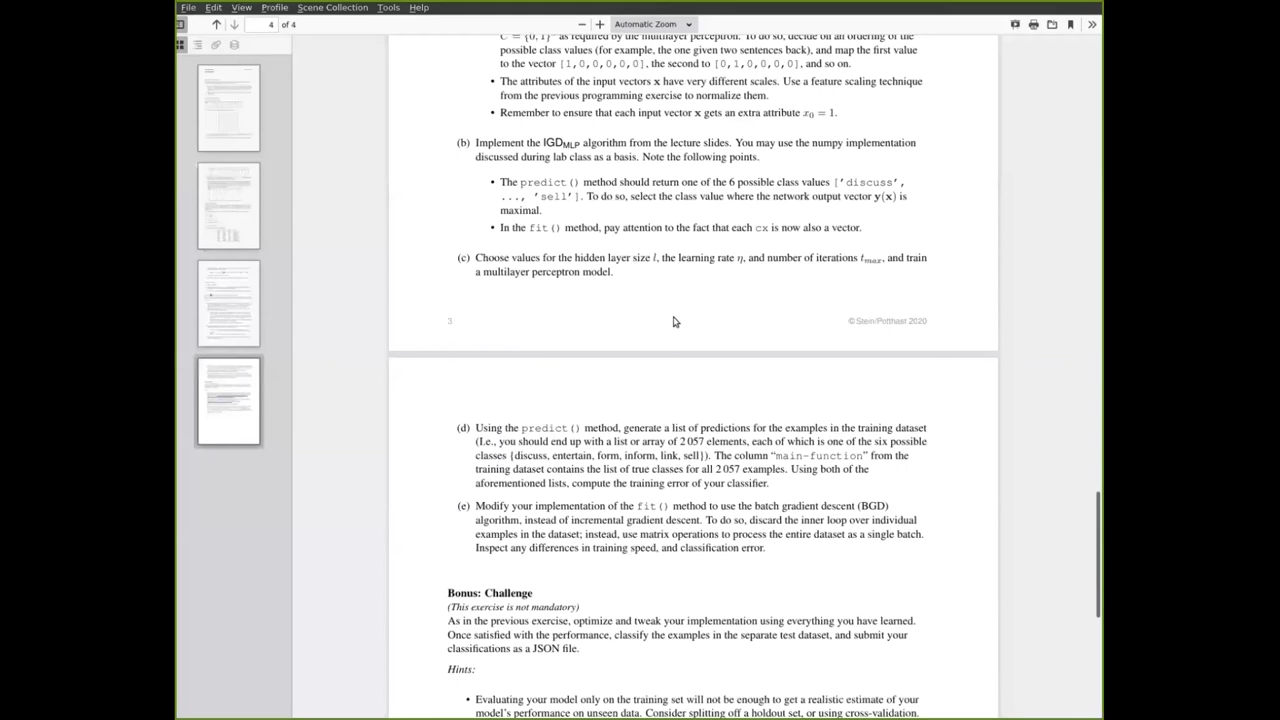 File Edit View Profile Scene Collection Tools Help
4 of 4 Automatic Zoom
C = {0,1}⁶ as required by the multilayer perceptron. To do so, decide on an ordering of the
possible class values (for example, the one given two sentences back), and map the first value
to the vector [1,0,0,0,0,0], the second to [0,1,0,0,0,0], and so on.
• The attributes of the input vectors x have very different scales. Use a feature scaling technique
from the previous programming exercise to normalize them.
• Remember to ensure that each input vector x gets an extra attribute x₀ = 1.
(b) Implement the IGD_MLP algorithm from the lecture slides. You may use the numpy implementation
discussed during lab class as a basis. Note the following points.
• The predict() method should return one of the 6 possible class values ['discuss',
..., 'sell']. To do so, select the class value where the network output vector y(x) is
maximal.
• In the fit() method, pay attention to the fact that each cx is now also a vector.
(c) Choose values for the hidden layer size l, the learning rate η, and number of iterations t_max, and train
a multilayer perceptron model.
3 © Stein/Potthast 2020
(d) Using the predict() method, generate a list of predictions for the examples in the training dataset
(I.e., you should end up with a list or array of 2 057 elements, each of which is one of the six possible
classes {discuss, entertain, form, inform, link, sell}). The column “main-function” from the
training dataset contains the list of true classes for all 2 057 examples. Using both of the
aforementioned lists, compute the training error of your classifier.
(e) Modify your implementation of the fit() method to use the batch gradient descent (BGD)
algorithm, instead of incremental gradient descent. To do so, discard the inner loop over individual
examples in the dataset; instead, use matrix operations to process the entire dataset as a single batch.
Inspect any differences in training speed, and classification error.
Bonus: Challenge
(This exercise is not mandatory)
As in the previous exercise, optimize and tweak your implementation using everything you have learned.
Once satisfied with the performance, classify the examples in the separate test dataset, and submit your
classifications as a JSON file.
Hints:
• Evaluating your model only on the training set will not be enough to get a realistic estimate of your
model's performance on unseen data. Consider splitting off a holdout set, or using cross-validation.